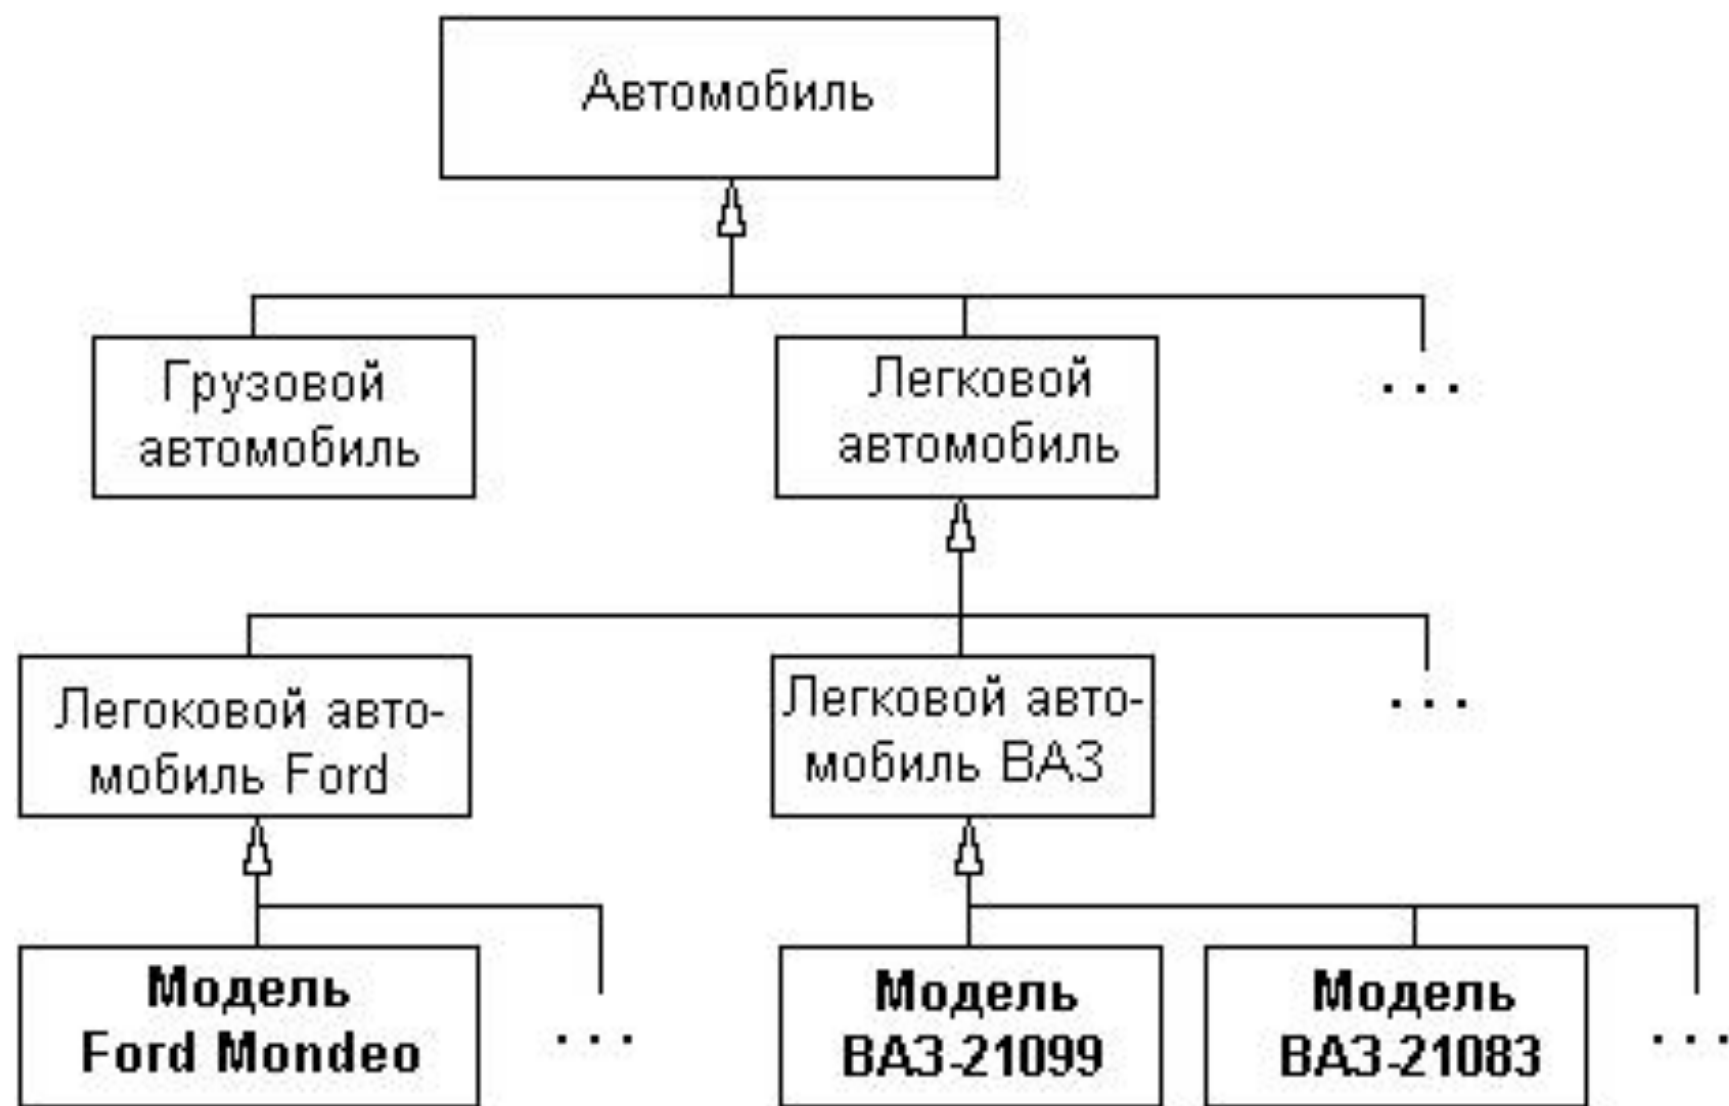 Автомобиль
Грузовой
автомобиль
Легковой
автомобиль
...
Легоковой авто-
мобиль Ford
Легковой авто-
мобиль ВАЗ
...
Модель
Ford Mondeo
...
Модель
ВАЗ-21099
Модель
ВАЗ-21083
...